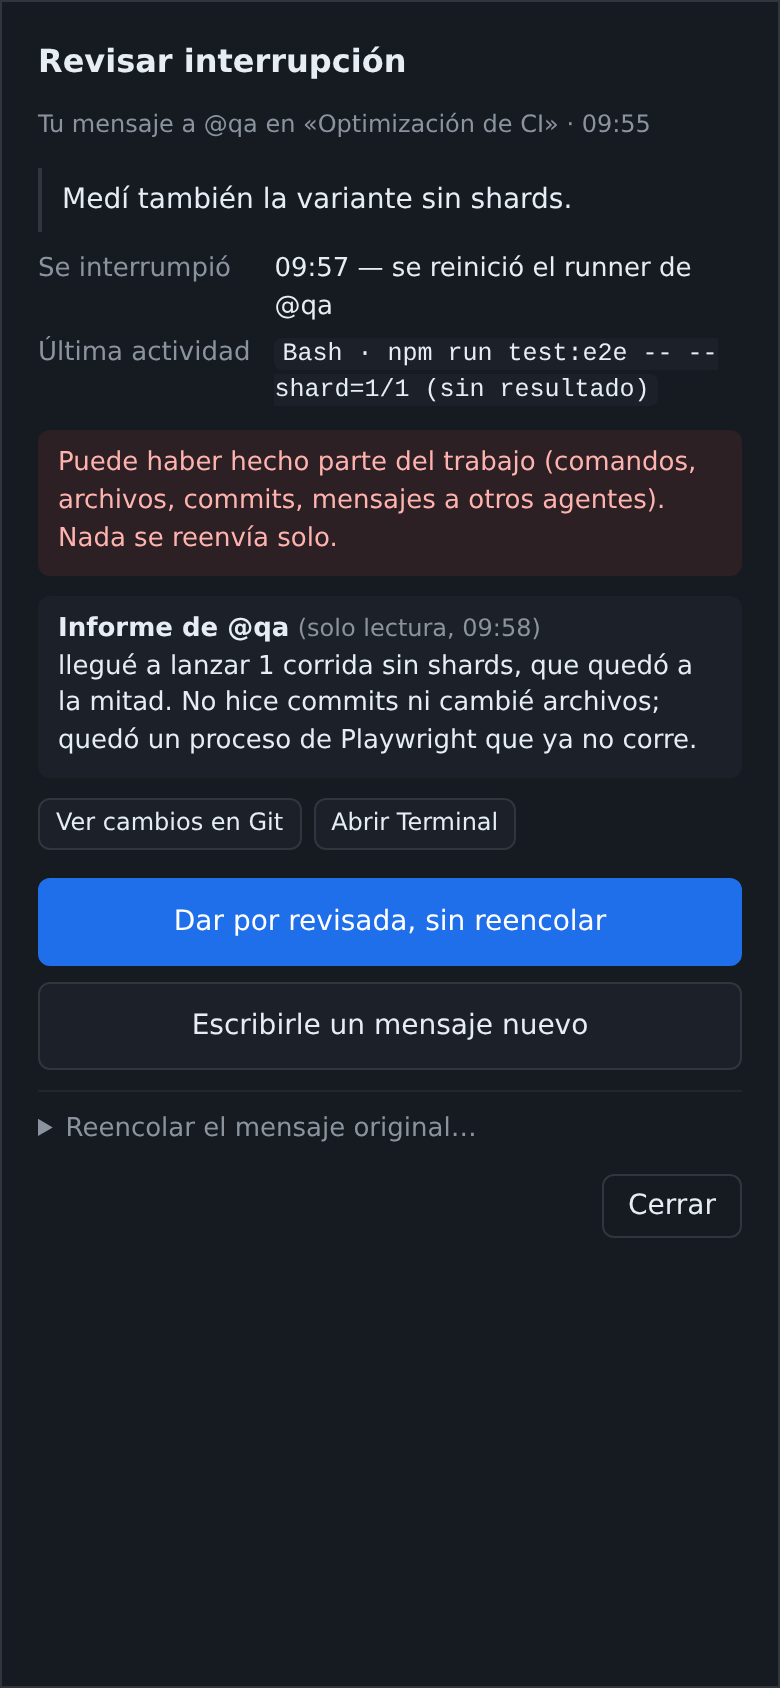 Revisar interrupción
Tu mensaje a @qa en «Optimización de CI» · 09:55
Medí también la variante sin shards.
Se interrumpió 09:57 — se reinició el runner de
@qa
Última actividad Bash · npm run test:e2e -- --
shard=1/1 (sin resultado)
Puede haber hecho parte del trabajo (comandos,
archivos, commits, mensajes a otros agentes).
Nada se reenvía solo.
Informe de @qa (solo lectura, 09:58)
llegué a lanzar 1 corrida sin shards, que quedó a
la mitad. No hice commits ni cambié archivos;
quedó un proceso de Playwright que ya no corre.
Ver cambios en Git Abrir Terminal
Dar por revisada, sin reencolar
Escribirle un mensaje nuevo
▶ Reencolar el mensaje original…
Cerrar